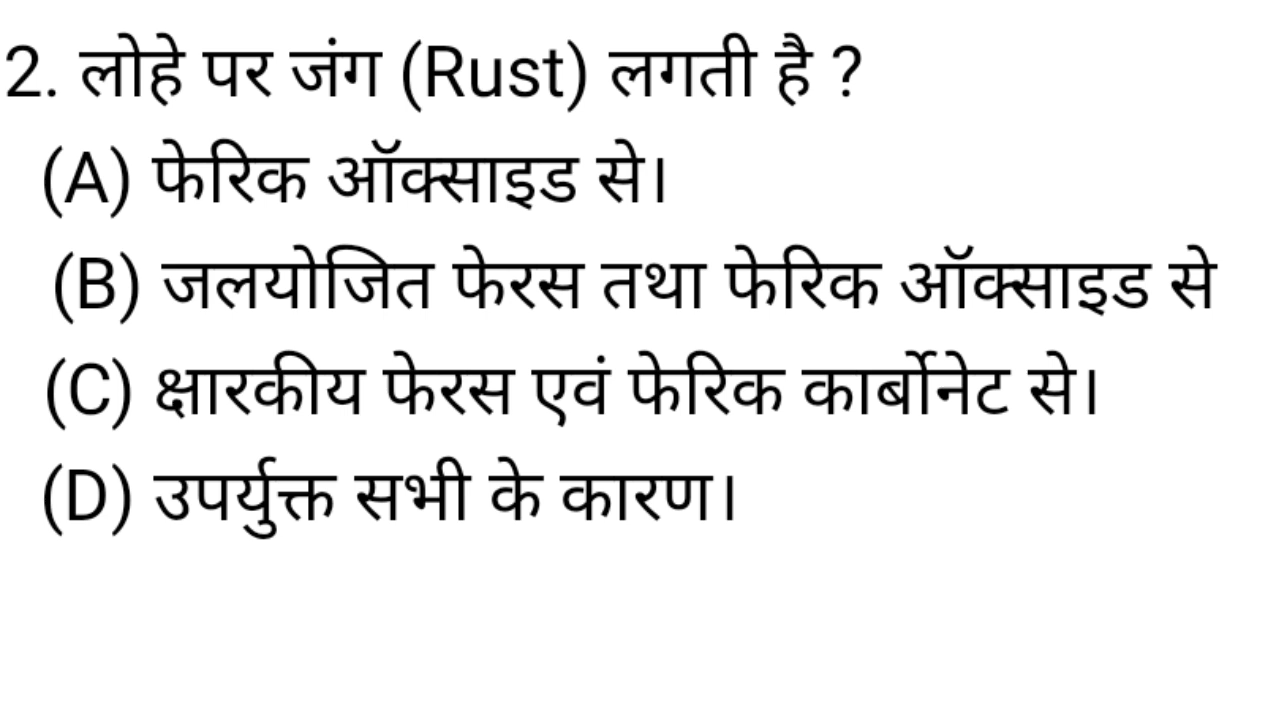 2. लोहे पर जंग (Rust) लगती है ?
(A) फेरिक ऑक्साइड से।
(B) जलयोजित फेरस तथा फेरिक ऑक्साइड से
(C) क्षारकीय फेरस एवं फेरिक कार्बोनेट से।
(D) उपर्युक्त सभी के कारण।